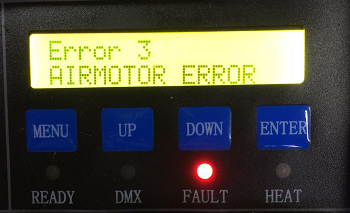 Error 3
AIRMOTOR ERROR
MENU UP DOWN ENTER
READY DMX FAULT HEAT